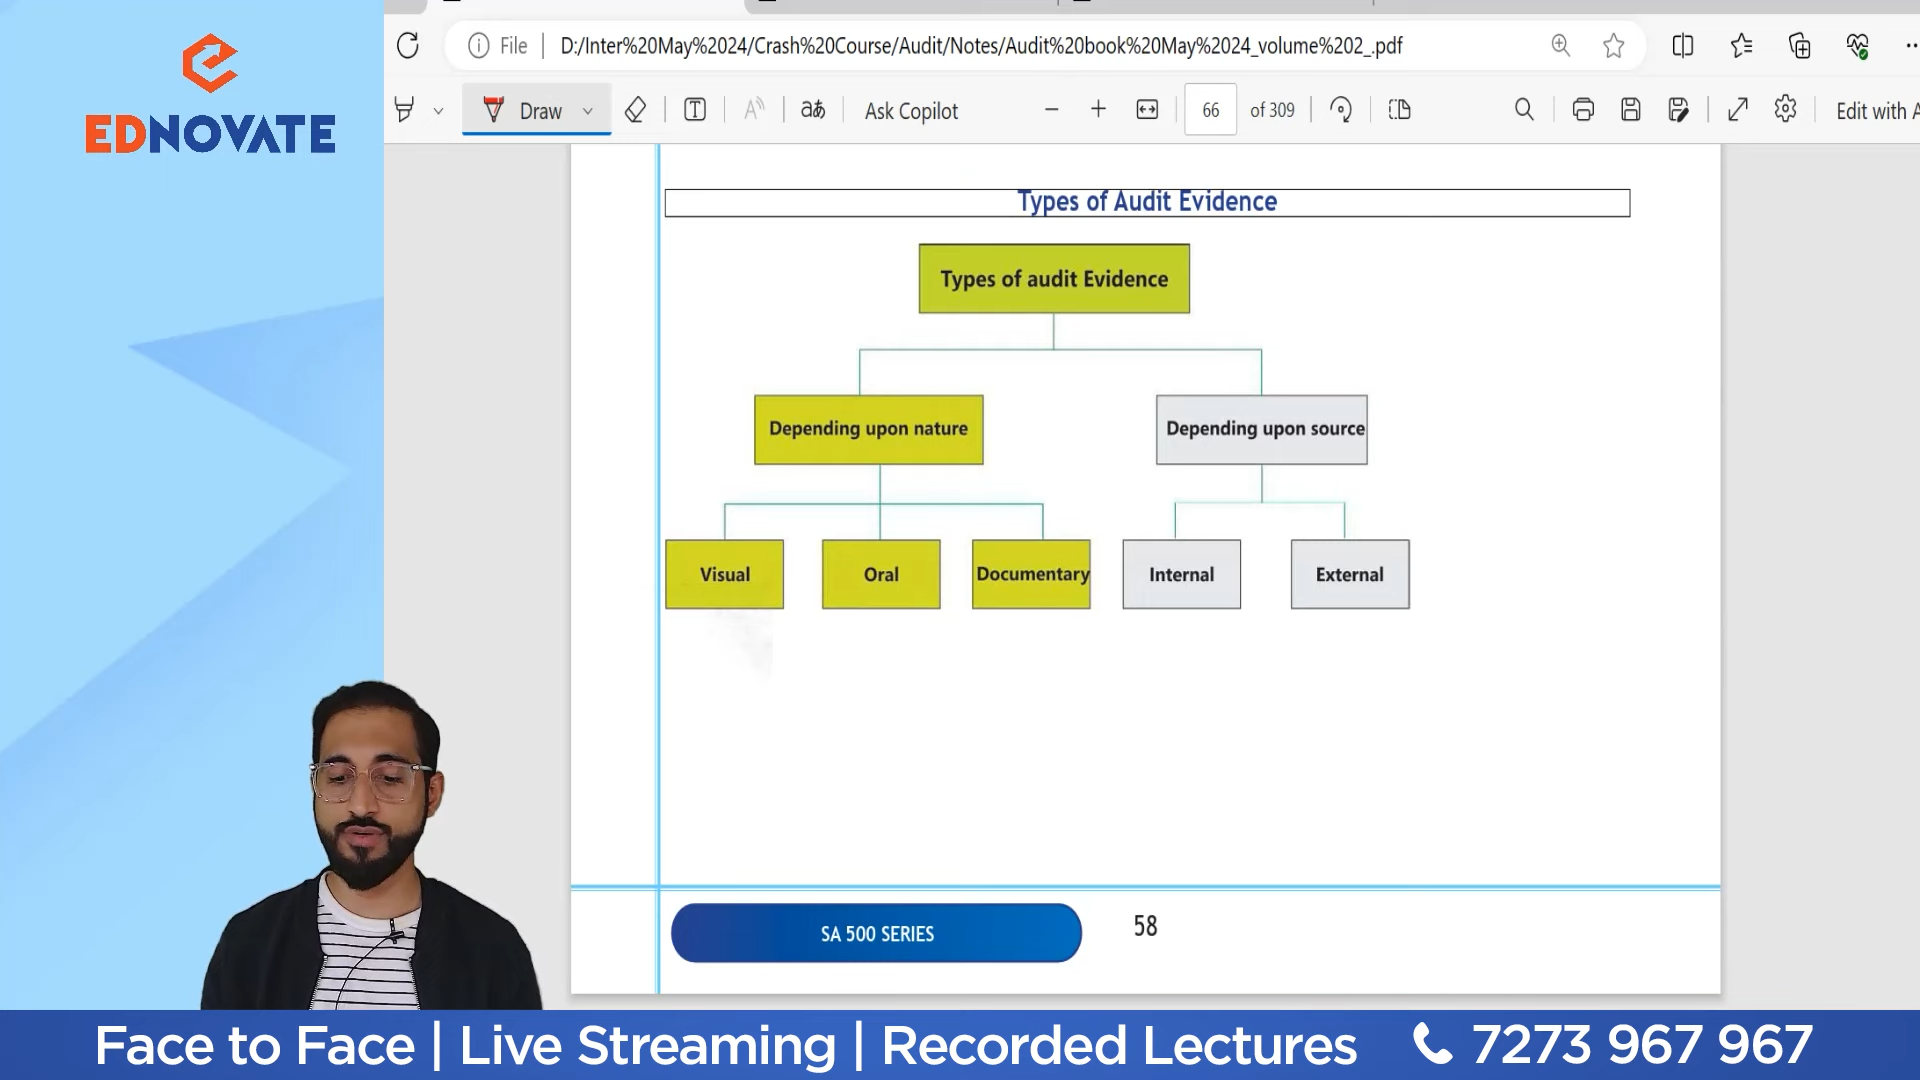 EDNOVATE
File
D:/Inter%20May%2024/Crash%20Course/Audit/Notes/Audit%20book%20May%2024_volume%202_.pdf
Draw
T
A
aあ
Ask Copilot
66 of 309
Edit with A
Types of Audit Evidence
Types of audit Evidence
Depending upon nature
Depending upon source
Visual
Oral
Documentary
Internal
External
SA 500 SERIES
58
Face to Face | Live Streaming | Recorded Lectures 7273 967 967